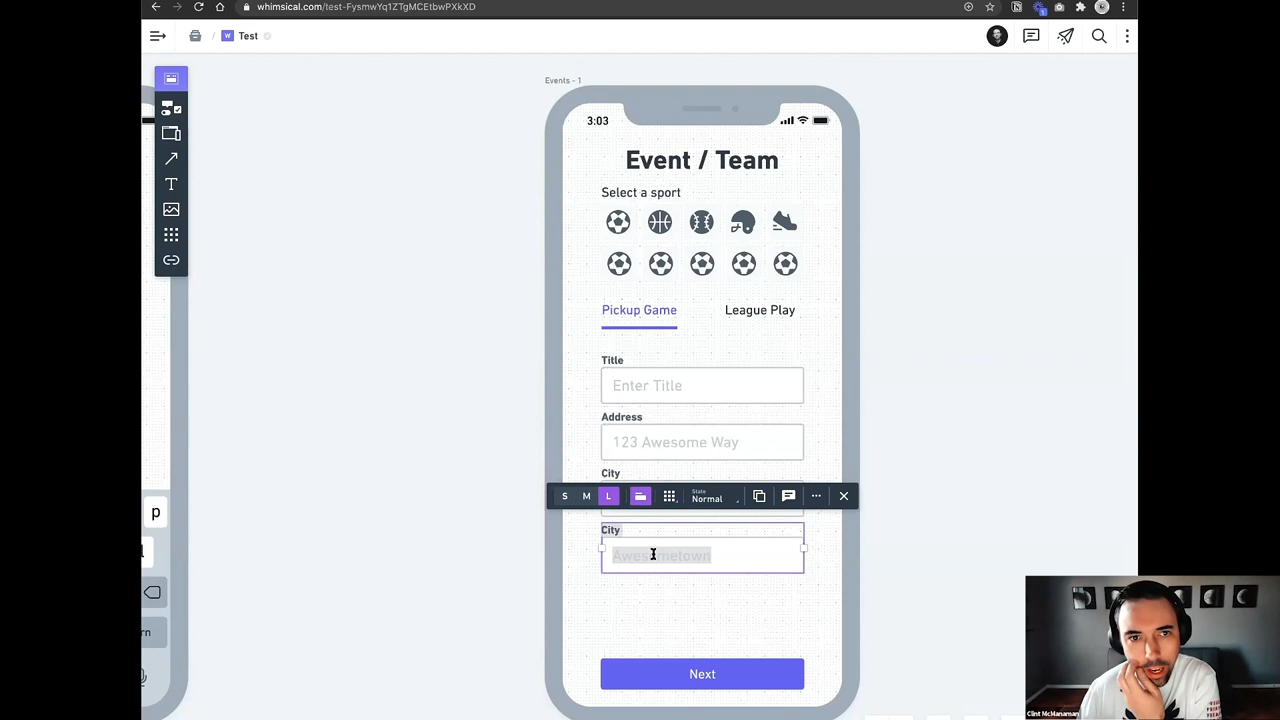 whimsical.com/test-FysmwYq1ZTgMCEtbwPXkXD
/ W Test
Events - 1
3:03
Event / Team
Select a sport
Pickup Game League Play
Title
Enter Title
Address
123 Awesome Way
City
S M L State Normal
City
Awesometown
Next
p
l
rn
Clint McManaman